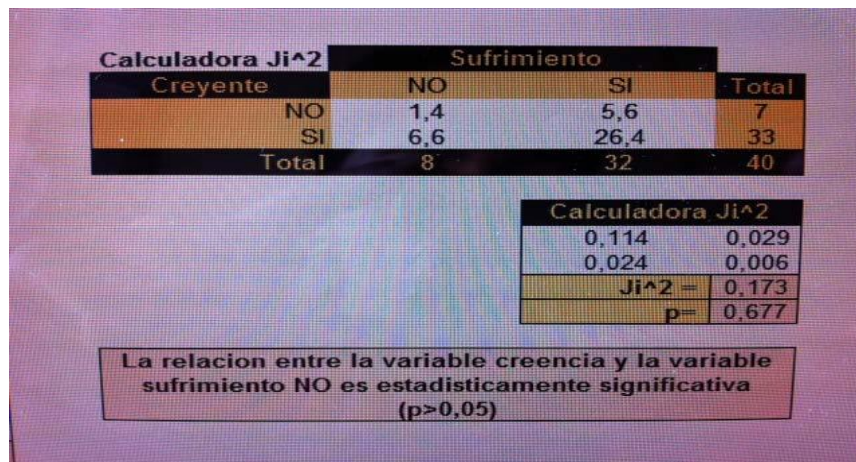 Calculadora Ji^2 Sufrimiento
Creyente NO SI Total
NO 1,4 5,6 7
SI 6,6 26,4 33
Total 8 32 40
Calculadora Ji^2
0,114 0,029
0,024 0,006
Ji^2 = 0,173
p= 0,677
La relacion entre la variable creencia y la variable
sufrimiento NO es estadisticamente significativa
(p>0,05)